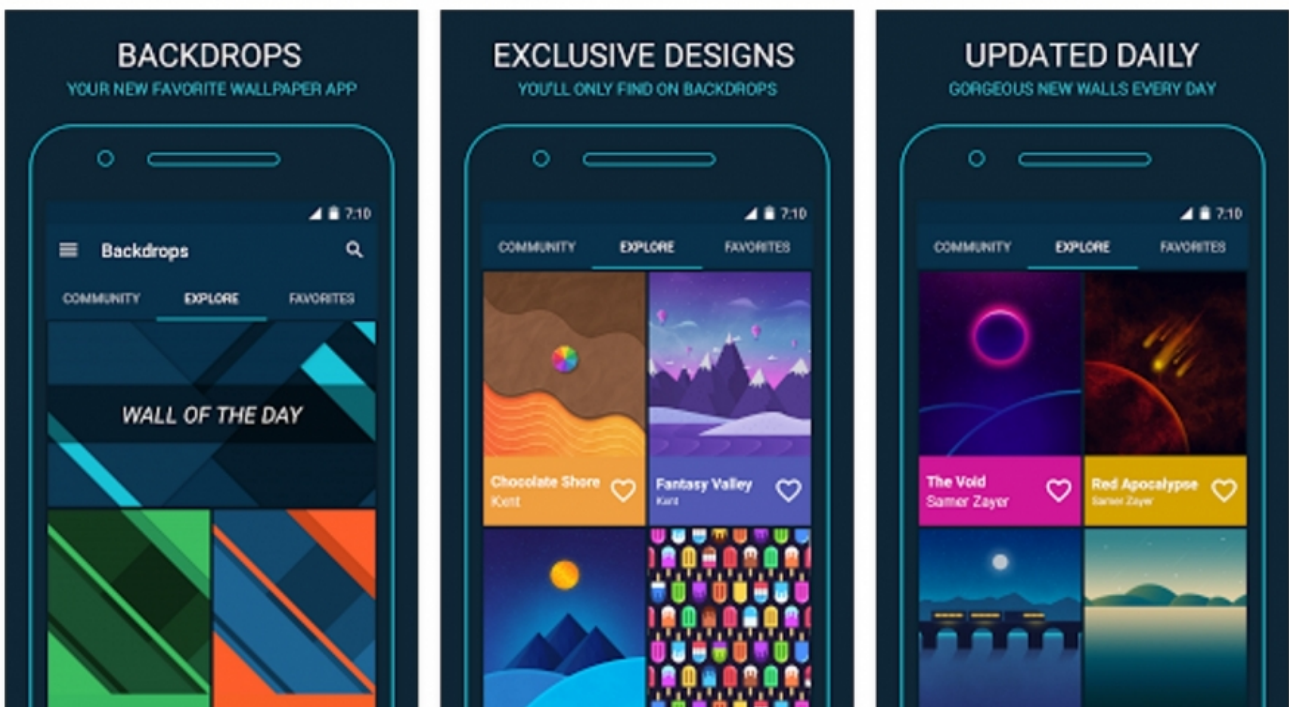 BACKDROPS
YOUR NEW FAVORITE WALLPAPER APP
7:10
Backdrops
COMMUNITY EXPLORE FAVORITES
WALL OF THE DAY
EXCLUSIVE DESIGNS
YOU'LL ONLY FIND ON BACKDROPS
7:10
COMMUNITY EXPLORE FAVORITES
Chocolate Shore
Kxnt
Fantasy Valley
Kxnt
UPDATED DAILY
GORGEOUS NEW WALLS EVERY DAY
7:10
COMMUNITY EXPLORE FAVORITES
The Void
Samer Zayer
Red Apocalypse
Samer Zayer